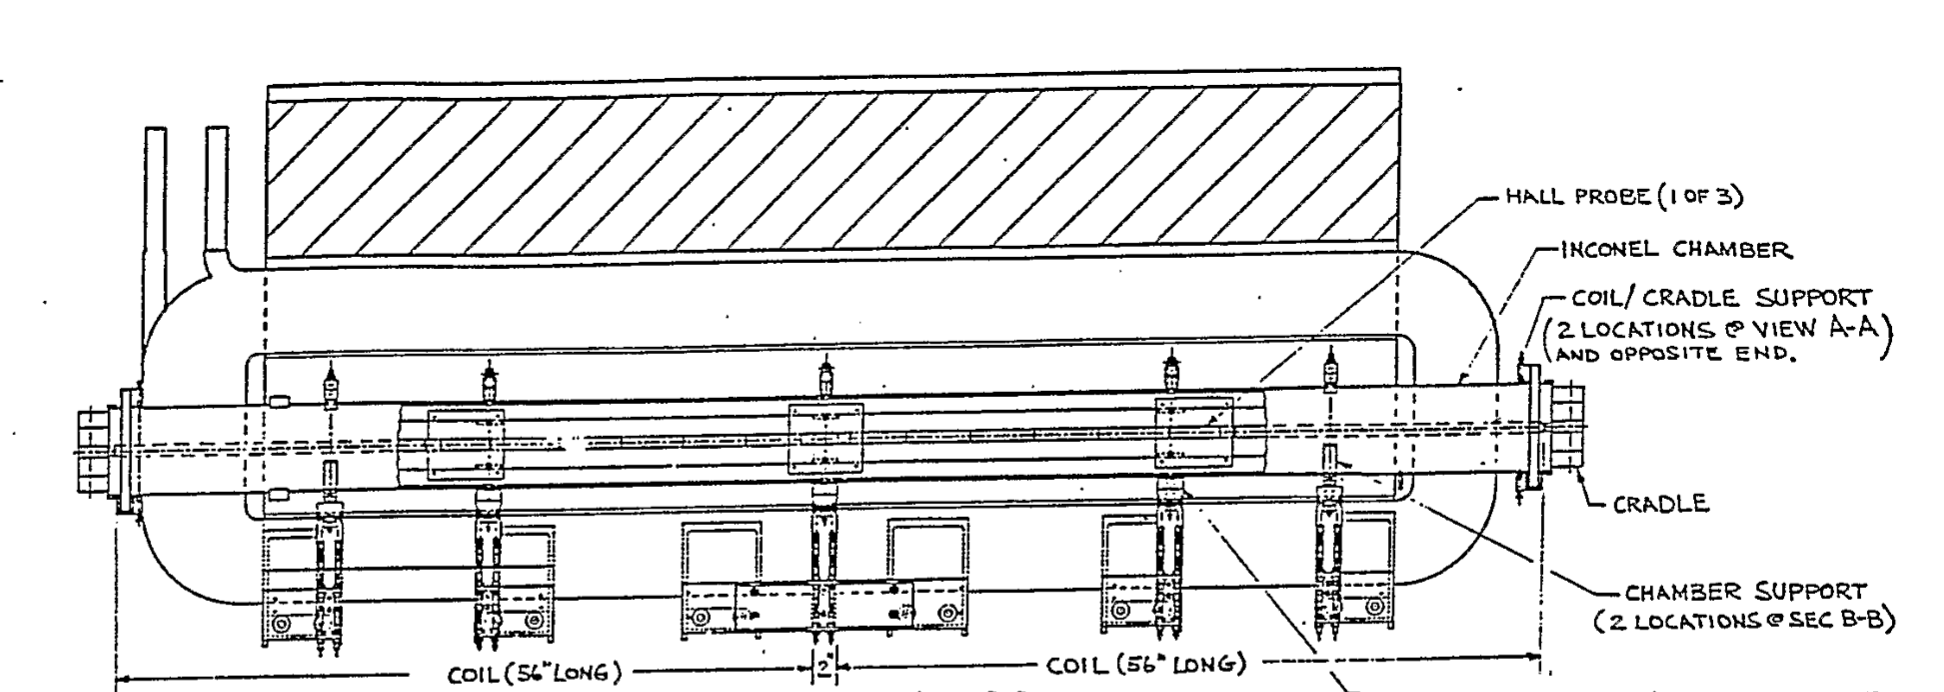 HALL PROBE (1 OF 3)
INCONEL CHAMBER
COIL/CRADLE SUPPORT
(2 LOCATIONS @ VIEW A-A)
AND OPPOSITE END.
CRADLE
CHAMBER SUPPORT
(2 LOCATIONS @ SEC B-B)
COIL (56" LONG)
2"
COIL (56" LONG)